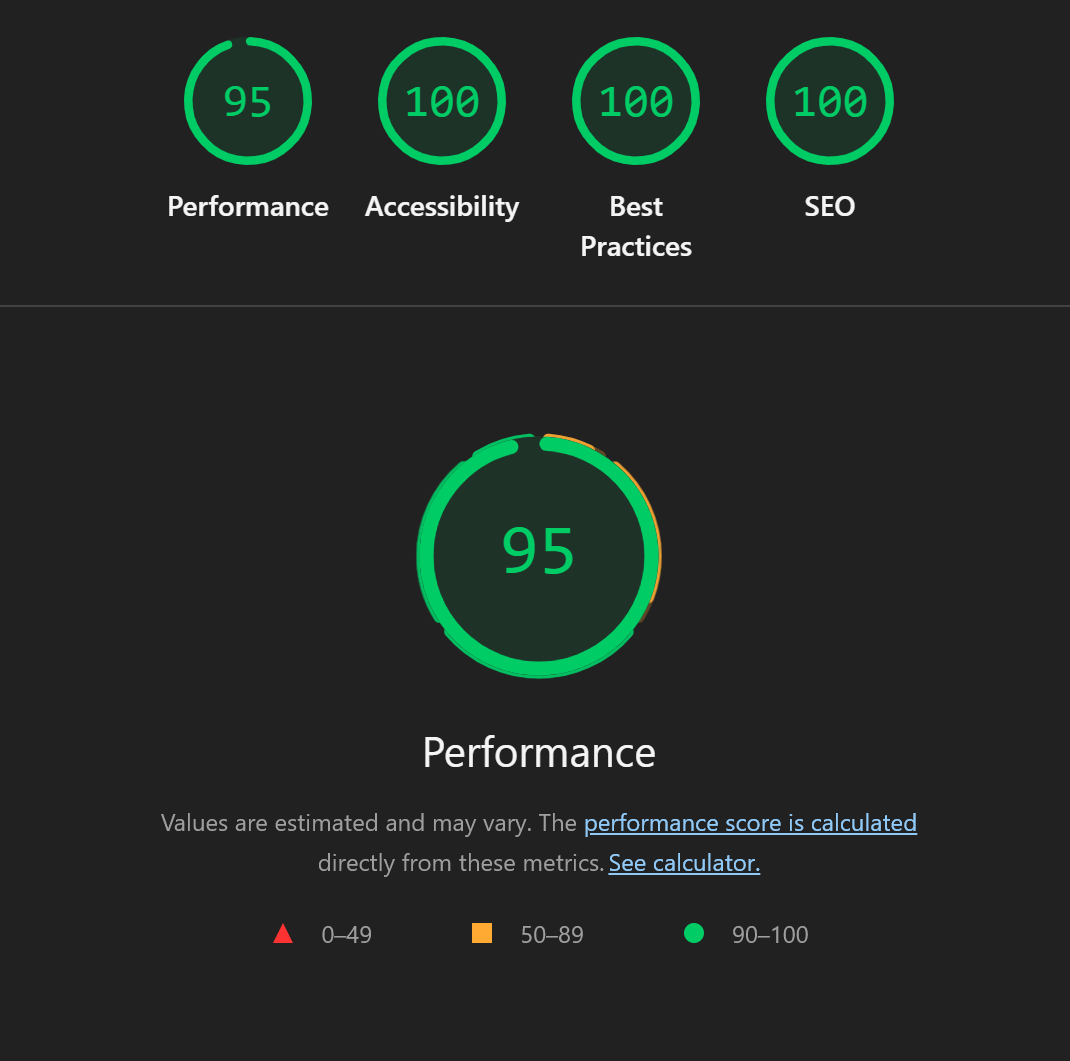 95 100 100 100
Performance Accessibility Best Practices SEO
95
Performance
Values are estimated and may vary. The performance score is calculated
directly from these metrics. See calculator.
0–49 50–89 90–100